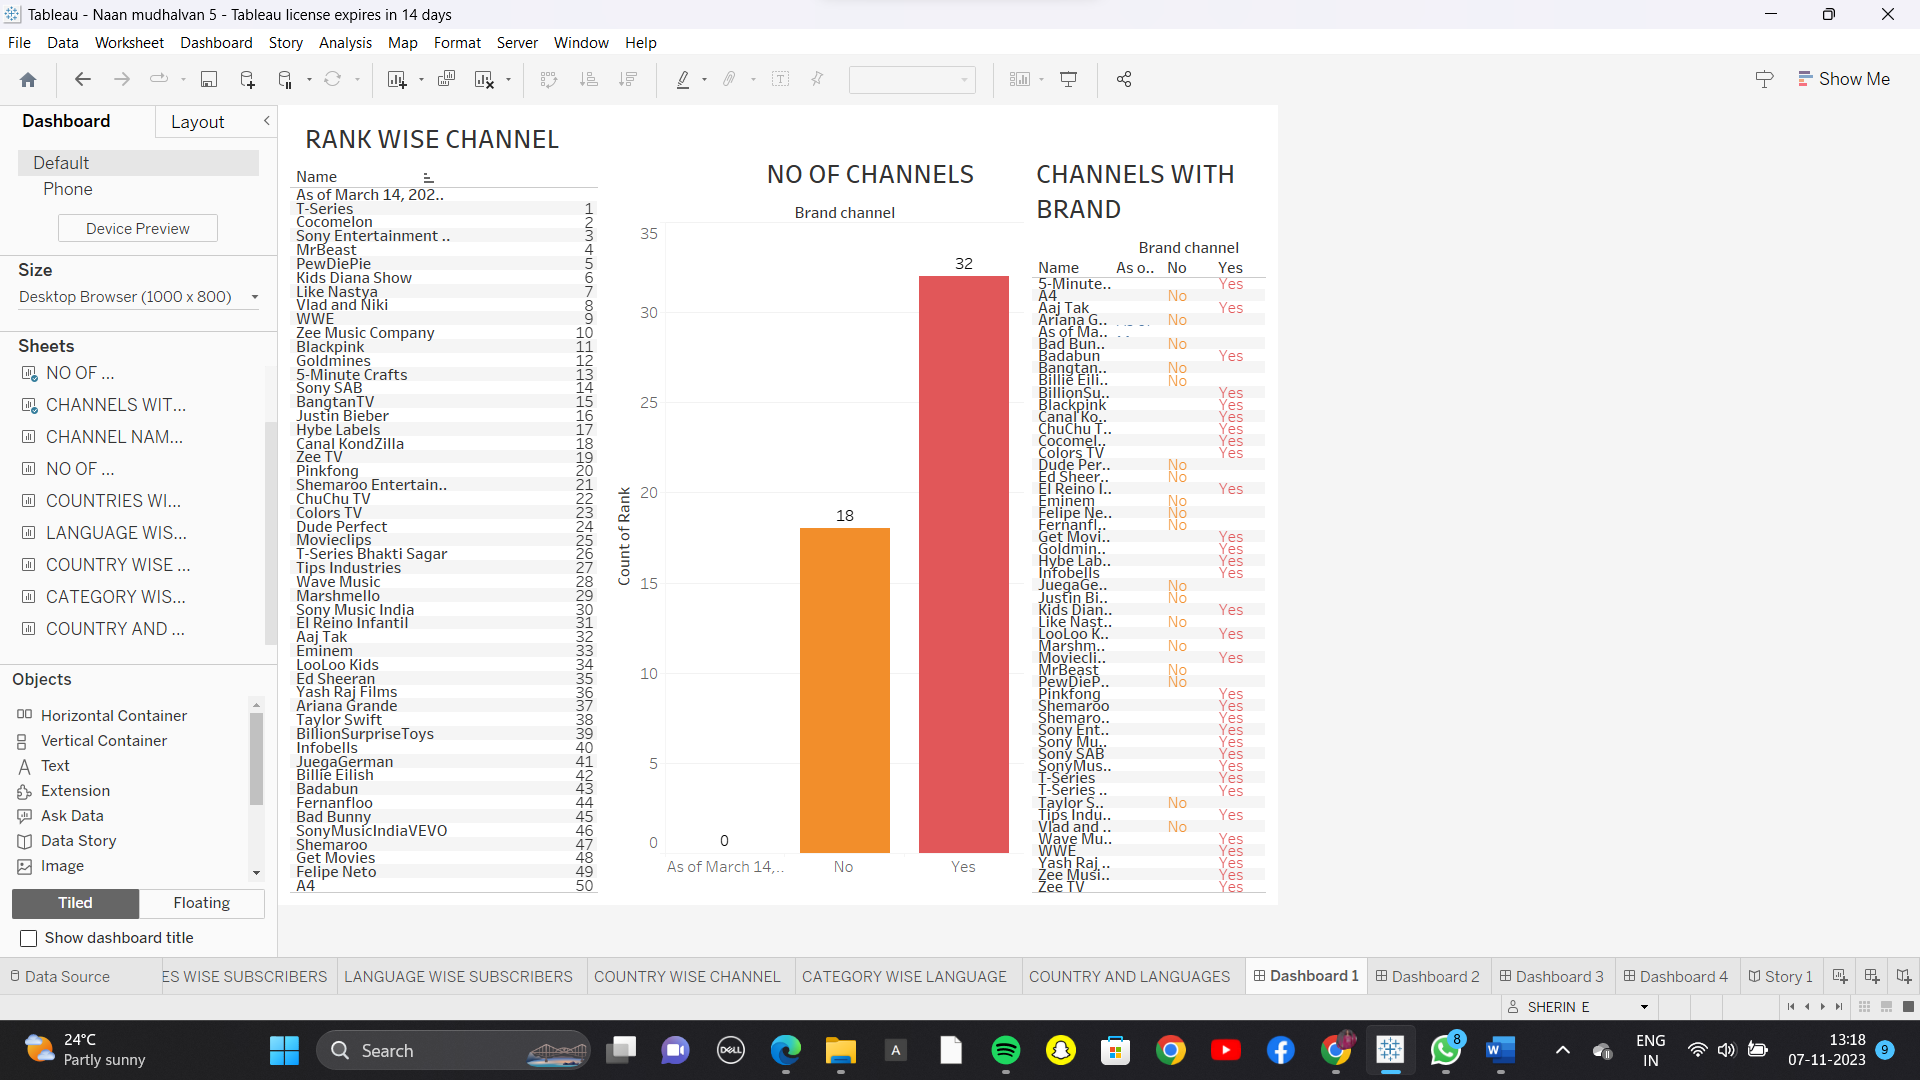 Tableau - Naan mudhalvan 5 - Tableau license expires in 14 days
File Data Worksheet Dashboard Story Analysis Map Format Server Window Help
Show Me
Dashboard Layout
Default
Phone
Device Preview
Size
Desktop Browser (1000 x 800)
Sheets
NO OF ...
CHANNELS WIT...
CHANNEL NAM...
NO OF ...
COUNTRIES WI...
LANGUAGE WIS...
COUNTRY WISE ...
CATEGORY WIS...
COUNTRY AND ...
Objects
Horizontal Container
Vertical Container
Text
Extension
Ask Data
Data Story
Image
Tiled Floating
Show dashboard title
RANK WISE CHANNEL
Name
As of March 14, 202..
T-Series 1
Cocomelon 2
Sony Entertainment .. 3
MrBeast 4
PewDiePie 5
Kids Diana Show 6
Like Nastya 7
Vlad and Niki 8
WWE 9
Zee Music Company 10
Blackpink 11
Goldmines 12
5-Minute Crafts 13
Sony SAB 14
BangtanTV 15
Justin Bieber 16
Hybe Labels 17
Canal KondZilla 18
Zee TV 19
Pinkfong 20
Shemaroo Entertain.. 21
ChuChu TV 22
Colors TV 23
Dude Perfect 24
Movieclips 25
T-Series Bhakti Sagar 26
Tips Industries 27
Wave Music 28
Marshmello 29
Sony Music India 30
El Reino Infantil 31
Aaj Tak 32
Eminem 33
LooLoo Kids 34
Ed Sheeran 35
Yash Raj Films 36
Ariana Grande 37
Taylor Swift 38
BillionSurpriseToys 39
Infobells 40
JuegaGerman 41
Billie Eilish 42
Badabun 43
Fernanfloo 44
Bad Bunny 45
SonyMusicIndiaVEVO 46
Shemaroo 47
Get Movies 48
Felipe Neto 49
A4 50
NO OF CHANNELS
Brand channel
35
30
25
20
15
10
5
0
Count of Rank
0
18
32
As of March 14,.. No Yes
CHANNELS WITH
BRAND
Brand channel
Name As o.. No Yes
5-Minute.. Yes
A4 No
Aaj Tak Yes
Ariana G.. No
As of Ma..
Bad Bun.. No
Badabun Yes
Bangtan.. No
Billie Eili.. No
BillionSu.. Yes
Blackpink Yes
Canal Ko.. Yes
ChuChu T.. Yes
Cocomel.. Yes
Colors TV Yes
Dude Per.. No
Ed Sheer.. No
El Reino I.. Yes
Eminem No
Felipe Ne.. No
Fernanfl.. No
Get Movi.. Yes
Goldmin.. Yes
Hybe Lab.. Yes
Infobells Yes
JuegaGe.. No
Justin Bi.. No
Kids Dian.. Yes
Like Nast.. No
LooLoo K.. Yes
Marshm.. No
Moviecli.. Yes
MrBeast No
PewDieP.. No
Pinkfong Yes
Shemaroo Yes
Shemaro.. Yes
Sony Ent.. Yes
Sony Mu.. Yes
Sony SAB Yes
SonyMus.. Yes
T-Series Yes
T-Series .. Yes
Taylor S.. No
Tips Indu.. Yes
Vlad and .. No
Wave Mu.. Yes
WWE Yes
Yash Raj .. Yes
Zee Musi.. Yes
Zee TV Yes
Data Source ES WISE SUBSCRIBERS LANGUAGE WISE SUBSCRIBERS COUNTRY WISE CHANNEL CATEGORY WISE LANGUAGE COUNTRY AND LANGUAGES Dashboard 1 Dashboard 2 Dashboard 3 Dashboard 4 Story 1
SHERIN E
24°C
Partly sunny
Search
DELL
A
8
W
ENG
IN
13:18
07-11-2023
9